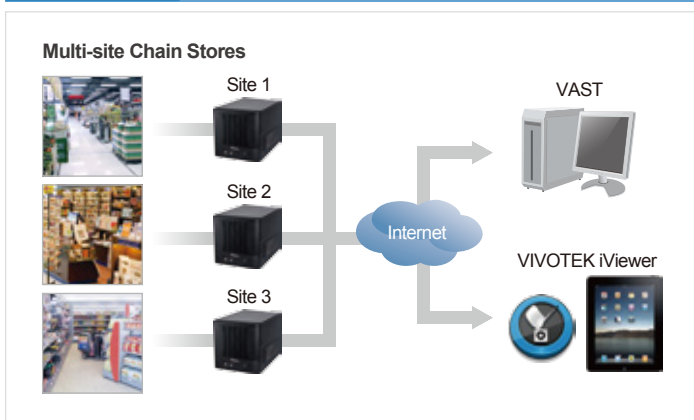 Multi-site Chain Stores
Site 1
VAST
Site 2
Internet
VIVOTEK iViewer
Site 3